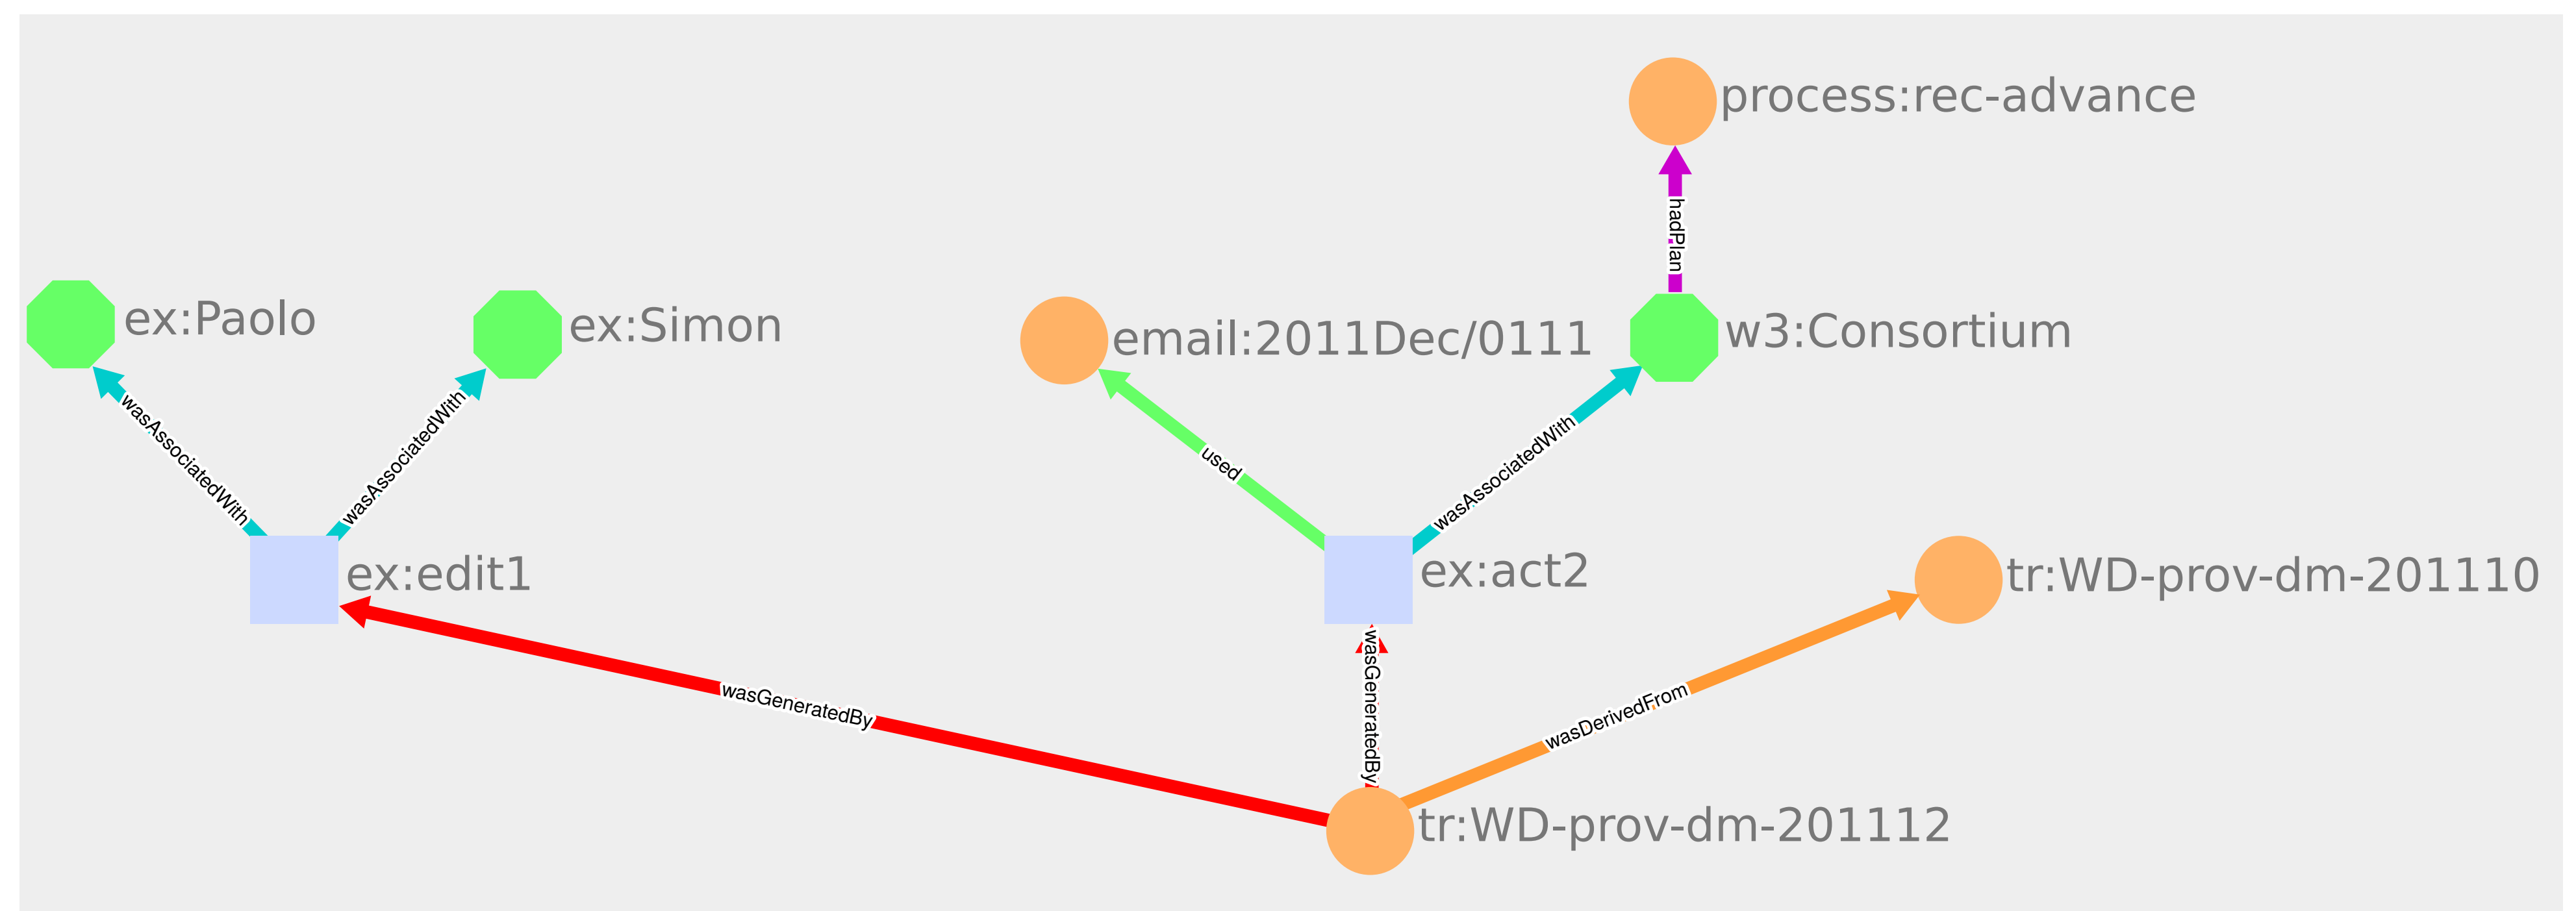 process:rec-advance
hadPlan
ex:Paolo
ex:Simon
email:2011Dec/0111
w3:Consortium
wasAssociatedWith
wasAssociatedWith
used
wasAssociatedWith
ex:edit1
ex:act2
tr:WD-prov-dm-201110
wasGeneratedBy
wasGeneratedBy
wasDerivedFrom
tr:WD-prov-dm-201112